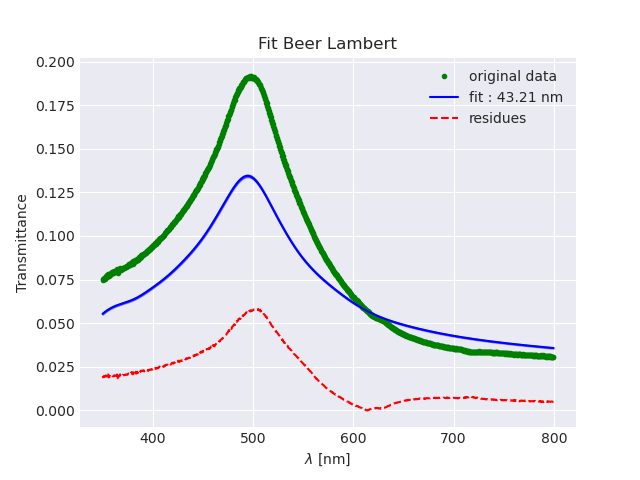 Fit Beer Lambert
original data
fit : 43.21 nm
residues
Transmittance
0.200
0.175
0.150
0.125
0.100
0.075
0.050
0.025
0.000
400 500 600 700 800
λ [nm]